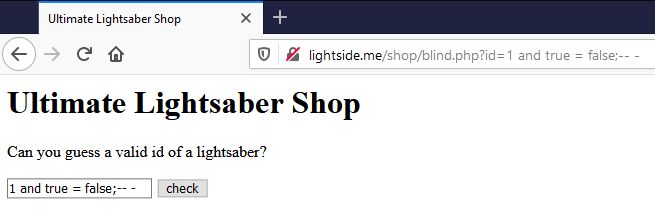 Ultimate Lightsaber Shop
lightside.me/shop/blind.php?id=1 and true = false;-- -
Ultimate Lightsaber Shop
Can you guess a valid id of a lightsaber?
1 and true = false;-- - check